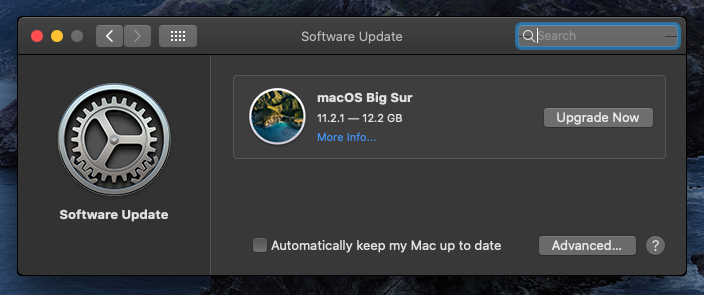 Software Update
Search
macOS Big Sur
11.2.1 — 12.2 GB
Upgrade Now
More Info...
Software Update
Automatically keep my Mac up to date
Advanced...
?